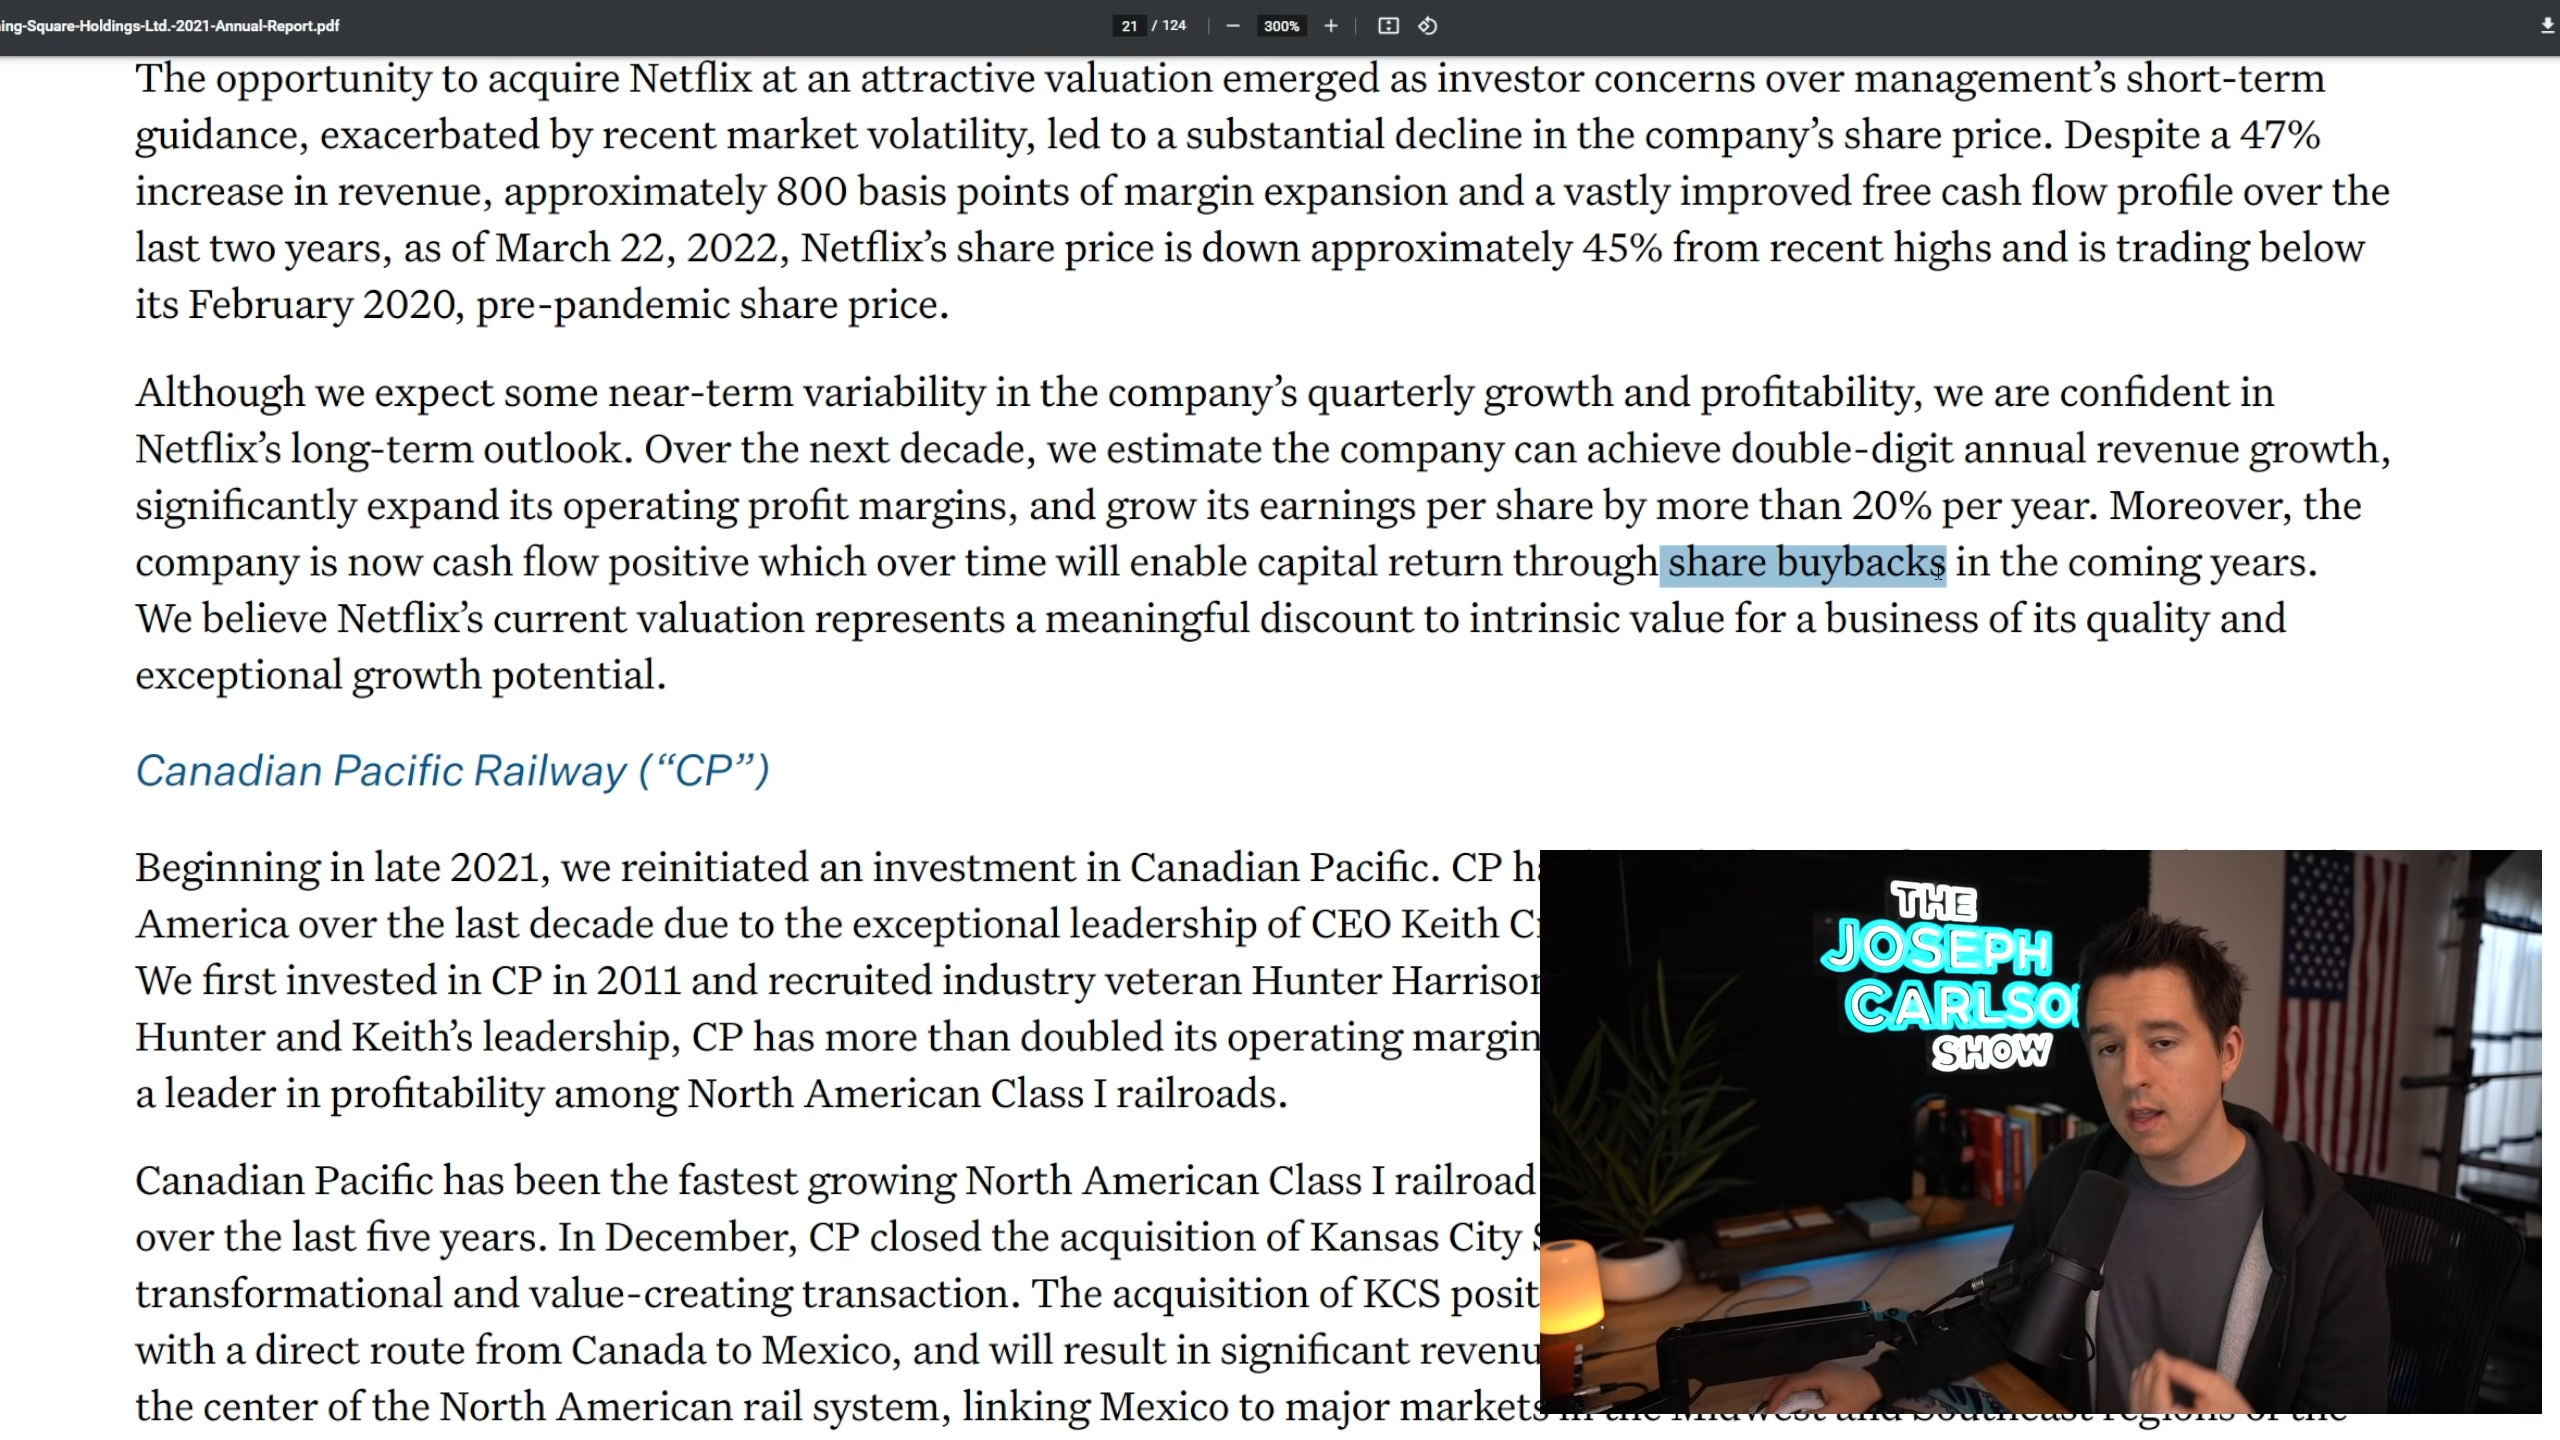 ing-Square-Holdings-Ltd.-2021-Annual-Report.pdf
21 / 124
300%
The opportunity to acquire Netflix at an attractive valuation emerged as investor concerns over management’s short-term
guidance, exacerbated by recent market volatility, led to a substantial decline in the company’s share price. Despite a 47%
increase in revenue, approximately 800 basis points of margin expansion and a vastly improved free cash flow profile over the
last two years, as of March 22, 2022, Netflix’s share price is down approximately 45% from recent highs and is trading below
its February 2020, pre-pandemic share price.
Although we expect some near-term variability in the company’s quarterly growth and profitability, we are confident in
Netflix’s long-term outlook. Over the next decade, we estimate the company can achieve double-digit annual revenue growth,
significantly expand its operating profit margins, and grow its earnings per share by more than 20% per year. Moreover, the
company is now cash flow positive which over time will enable capital return through share buybacks in the coming years.
We believe Netflix’s current valuation represents a meaningful discount to intrinsic value for a business of its quality and
exceptional growth potential.
Canadian Pacific Railway (“CP”)
Beginning in late 2021, we reinitiated an investment in Canadian Pacific. CP
America over the last decade due to the exceptional leadership of CEO Keith
We first invested in CP in 2011 and recruited industry veteran Hunter Harrison
Hunter and Keith’s leadership, CP has more than doubled its operating margin
a leader in profitability among North American Class I railroads.
Canadian Pacific has been the fastest growing North American Class I railroad
over the last five years. In December, CP closed the acquisition of Kansas City
transformational and value-creating transaction. The acquisition of KCS posit
with a direct route from Canada to Mexico, and will result in significant revenu
the center of the North American rail system, linking Mexico to major markets
THE
JOSEPH
CARLSO
SHOW